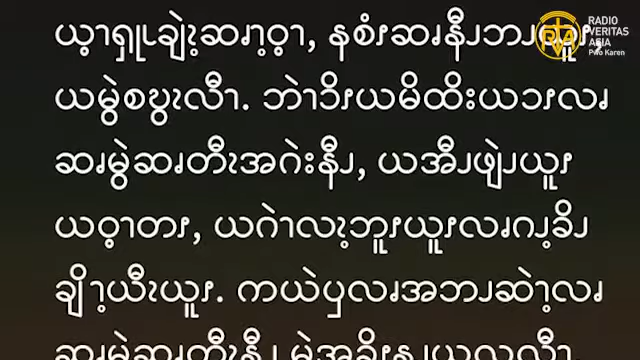 ယ့ၫရှုၬချဲၩ့ဆၧၫ့ဝ့ၫ, နစံၭဆၧနီၪဘၪ
ယမွဲစၐွၩလီၫ. ဘဲၫၥိၭယမိထိးယၥၭလၧ
ဆၧမွဲဆၧတီၩအဂဲးနီၪ, ယအီၪဖျဲၪယူၭ
ယဝ့ၫတၭ, ယဂဲၫလၩ့ဘူၭယူၭလၧဂၪ့ခိၪ
ချိၫ့ယီၩယူၭ. ကယဲပှလၧအဘၪဆဲၫ့လၧ
RADIO
VERITAS
ASIA
Pwo Karen